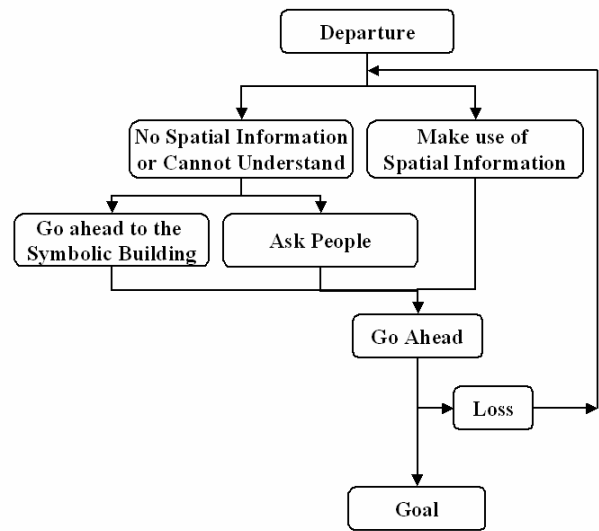 Departure
No Spatial Information
or Cannot Understand
Make use of
Spatial Information
Go ahead to the
Symbolic Building
Ask People
Go Ahead
Loss
Goal